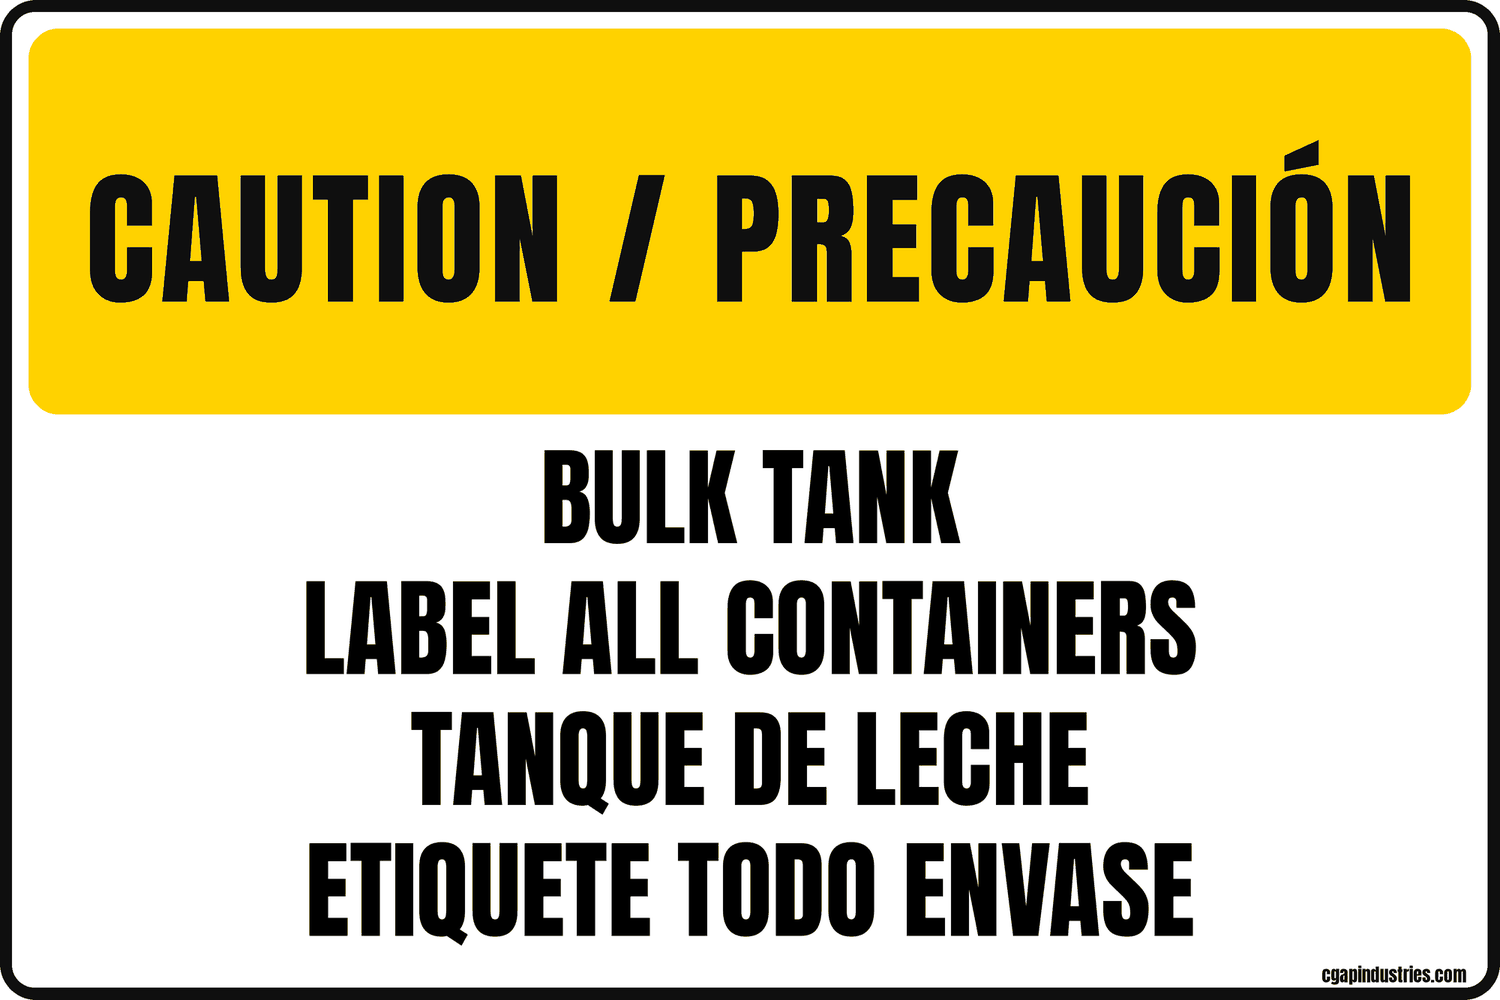 CAUTION / PRECAUCIÓN
BULK TANK
LABEL ALL CONTAINERS
TANQUE DE LECHE
ETIQUETE TODO ENVASE
cgapindustries.com